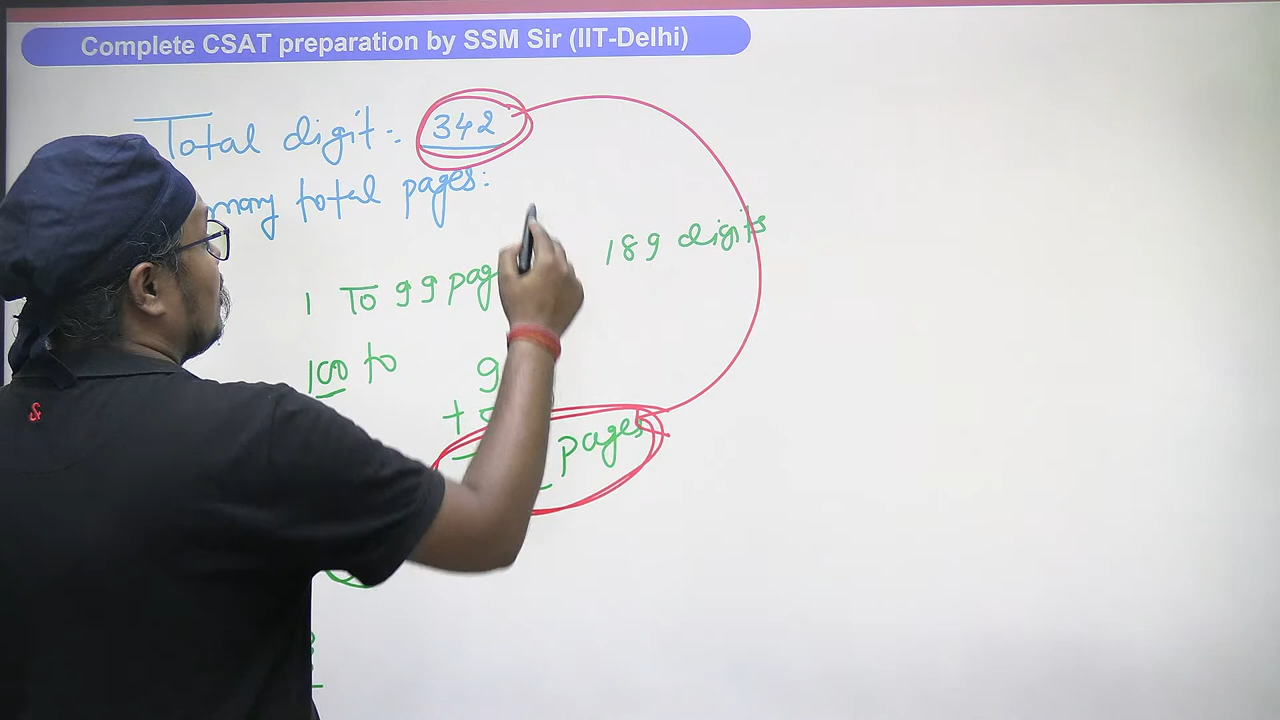 Complete CSAT preparation by SSM Sir (IIT-Delhi)
Total digit:- 342
many total pages:
189 digits
1 To 99 pag
100 to
9
+
pages